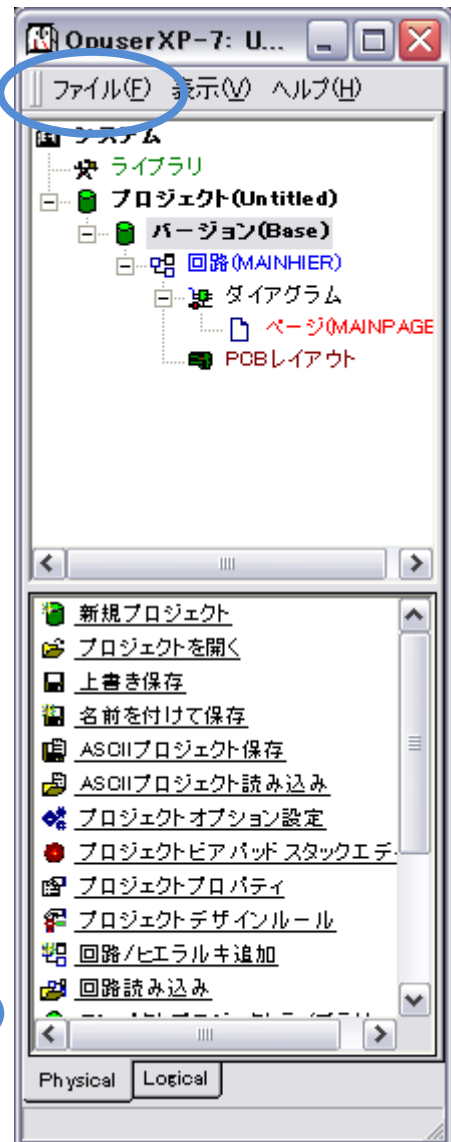 OpuserXP-7: U...
ファイル(F) 表示(V) ヘルプ(H)
システム
ライブラリ
プロジェクト(Untitled)
バージョン(Base)
回路(MAINHIER)
ダイアグラム
ページ(MAINPAGE
PCBレイアウト
新規プロジェクト
プロジェクトを開く
上書き保存
名前を付けて保存
ASCIIプロジェクト保存
ASCIIプロジェクト読み込み
プロジェクトオプション設定
プロジェクトビアパッドスタックエデ
プロジェクトプロパティ
プロジェクトデザインルール
回路/ヒエラルキ追加
回路読み込み
Physical Logical